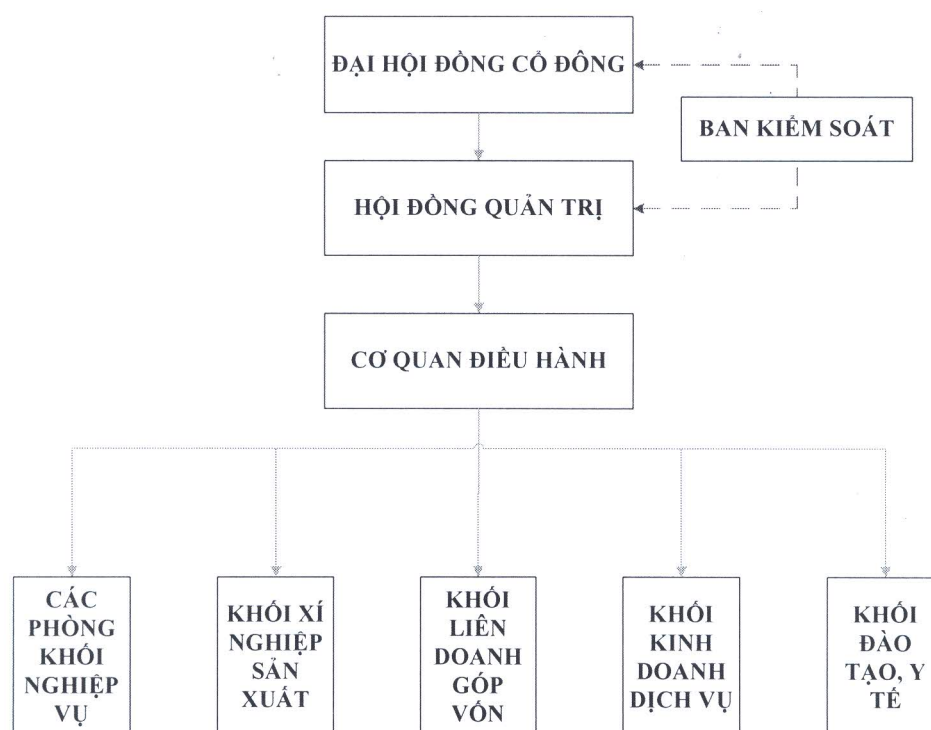 ĐẠI HỘI ĐỒNG CỔ ĐÔNG
BAN KIỂM SOÁT
HỘI ĐỒNG QUẢN TRỊ
CƠ QUAN ĐIỀU HÀNH
CÁC
PHÒNG
KHỐI
NGHIỆP
VỤ
KHỐI XÍ
NGHIỆP
SẢN
XUẤT
KHỐI
LIÊN
DOANH
GÓP
VỐN
KHỐI
KINH
DOANH
DỊCH VỤ
KHỐI
ĐÀO
TẠO, Y
TẾ